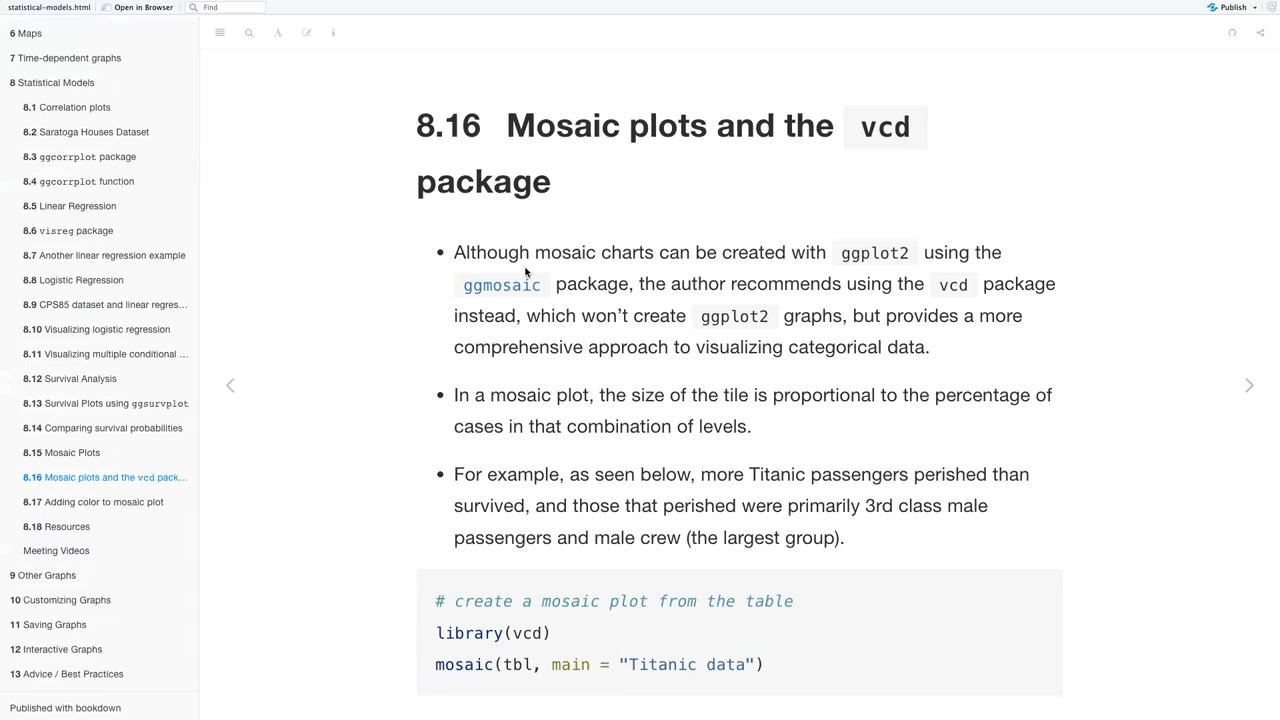 statistical-models.html
Open in Browser
Find
Publish
6 Maps
7 Time-dependent graphs
8 Statistical Models
8.1 Correlation plots
8.2 Saratoga Houses Dataset
8.3 ggcorrplot package
8.4 ggcorrplot function
8.5 Linear Regression
8.6 visreg package
8.7 Another linear regression example
8.8 Logistic Regression
8.9 CPS85 dataset and linear regres...
8.10 Visualizing logistic regression
8.11 Visualizing multiple conditional ...
8.12 Survival Analysis
8.13 Survival Plots using ggsurvplot
8.14 Comparing survival probabilities
8.15 Mosaic Plots
8.16 Mosaic plots and the vcd pack...
8.17 Adding color to mosaic plot
8.18 Resources
Meeting Videos
9 Other Graphs
10 Customizing Graphs
11 Saving Graphs
12 Interactive Graphs
13 Advice / Best Practices
Published with bookdown
8.16 Mosaic plots and the vcd
package
• Although mosaic charts can be created with ggplot2 using the
ggmosaic package, the author recommends using the vcd package
instead, which won't create ggplot2 graphs, but provides a more
comprehensive approach to visualizing categorical data.
• In a mosaic plot, the size of the tile is proportional to the percentage of
cases in that combination of levels.
• For example, as seen below, more Titanic passengers perished than
survived, and those that perished were primarily 3rd class male
passengers and male crew (the largest group).
# create a mosaic plot from the table
library(vcd)
mosaic(tbl, main = "Titanic data")